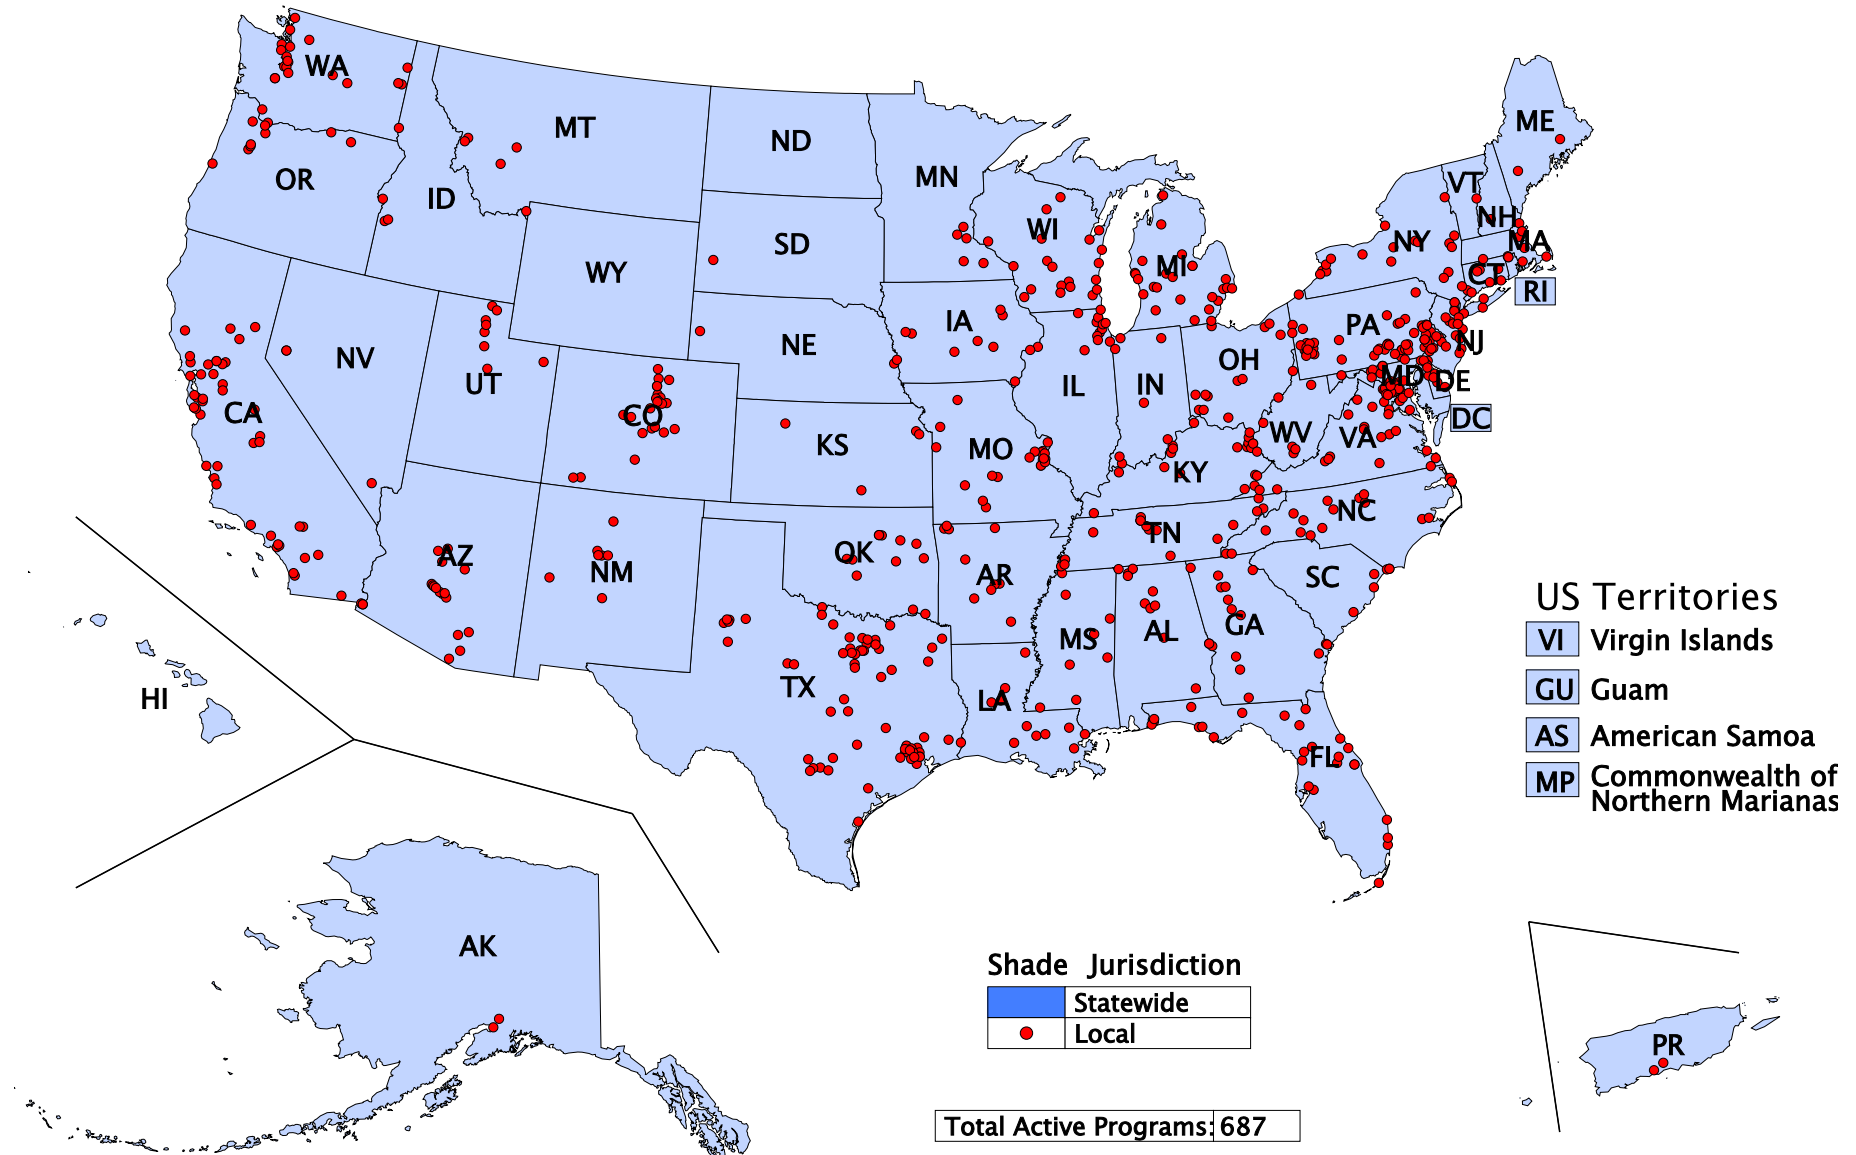 WA
MT
ND
MN
ME
OR
ID
SD
WI
VT
NH
WY
MI
NY
MA
CT
RI
NV
UT
NE
IA
PA
NJ
CA
CO
KS
IL
IN
OH
MD
DE
DC
MO
KY
WV
VA
AZ
NM
OK
AR
TN
NC
SC
TX
LA
MS
AL
GA
FL
HI
AK
PR
US Territories
VI Virgin Islands
GU Guam
AS American Samoa
MP Commonwealth of
Northern Marianas
Shade Jurisdiction
Statewide
Local
Total Active Programs: 687